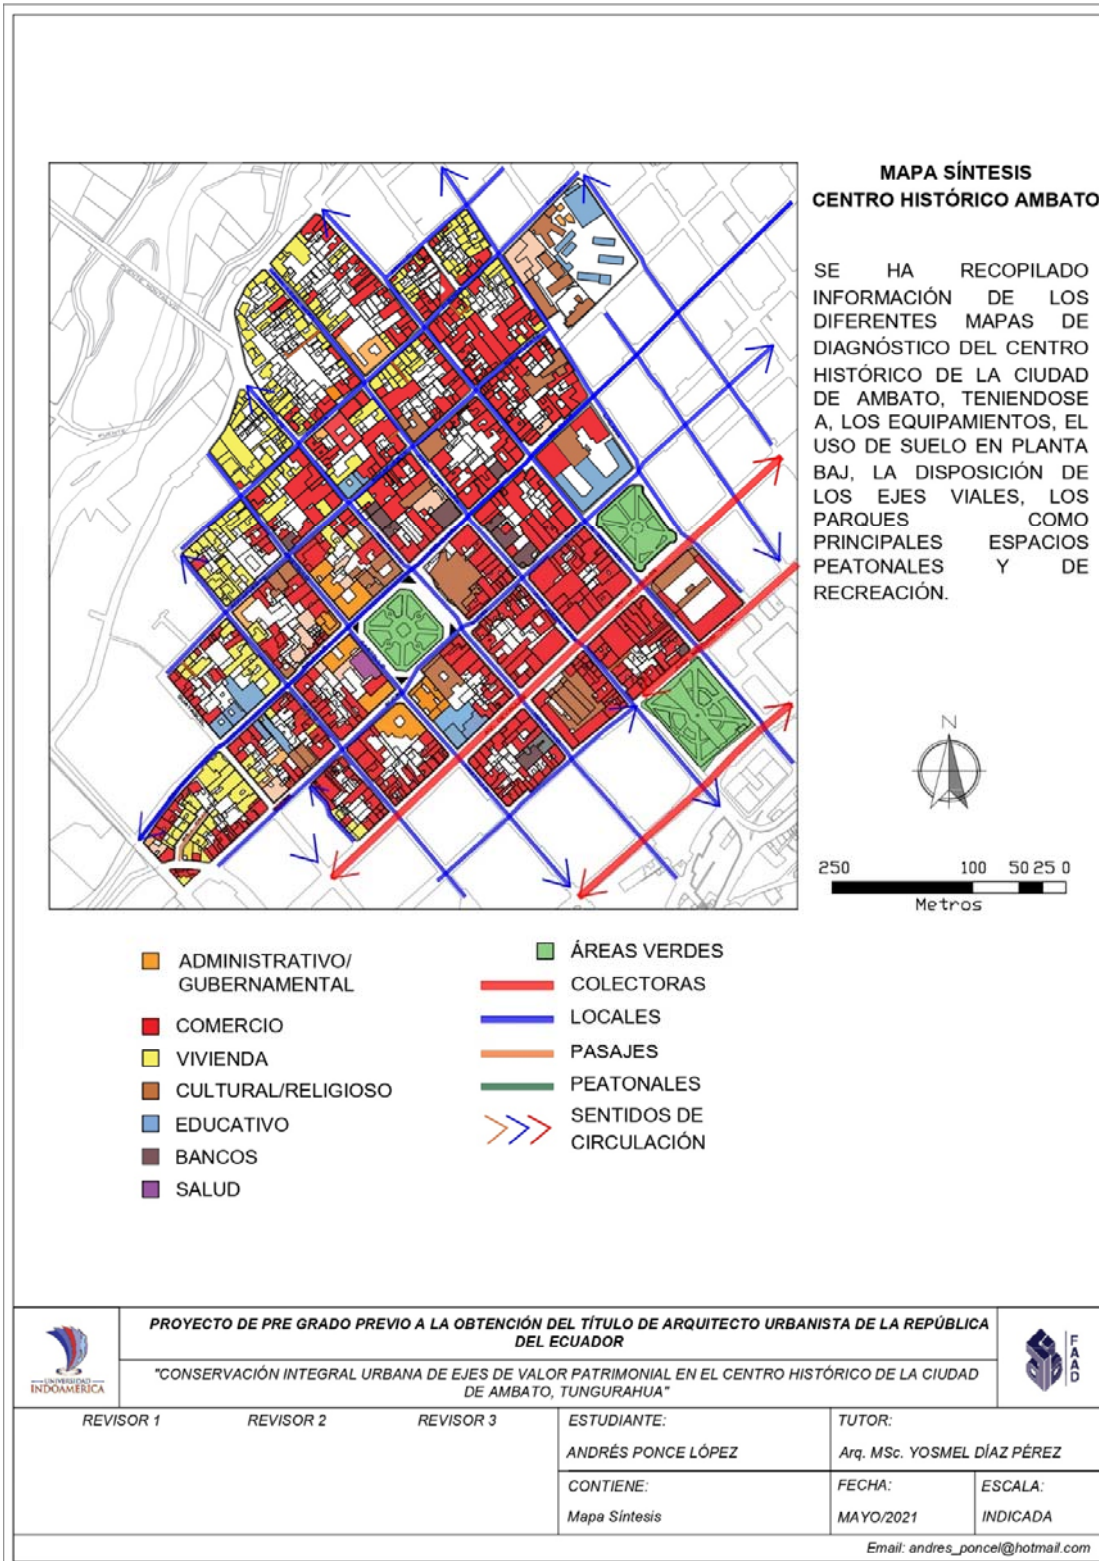 MAPA SÍNTESIS
CENTRO HISTÓRICO AMBATO
SE HA RECOPILADO
INFORMACIÓN DE LOS
DIFERENTES MAPAS DE
DIAGNÓSTICO DEL CENTRO
HISTÓRICO DE LA CIUDAD
DE AMBATO, TENIENDOSE
A, LOS EQUIPAMIENTOS, EL
USO DE SUELO EN PLANTA
BAJ, LA DISPOSICIÓN DE
LOS EJES VIALES, LOS
PARQUES COMO
PRINCIPALES ESPACIOS
PEATONALES Y DE
RECREACIÓN.
N
250 100 50 25 0
Metros
ADMINISTRATIVO/
GUBERNAMENTAL
COMERCIO
VIVIENDA
CULTURAL/RELIGIOSO
EDUCATIVO
BANCOS
SALUD
ÁREAS VERDES
COLECTORAS
LOCALES
PASAJES
PEATONALES
SENTIDOS DE
CIRCULACIÓN
UNIVERSIDAD
INDOAMÉRICA
PROYECTO DE PRE GRADO PREVIO A LA OBTENCIÓN DEL TÍTULO DE ARQUITECTO URBANISTA DE LA REPÚBLICA
DEL ECUADOR
"CONSERVACIÓN INTEGRAL URBANA DE EJES DE VALOR PATRIMONIAL EN EL CENTRO HISTÓRICO DE LA CIUDAD
DE AMBATO, TUNGURAHUA"
FAAD
REVISOR 1 REVISOR 2 REVISOR 3
ESTUDIANTE:
ANDRÉS PONCE LÓPEZ
TUTOR:
Arq. MSc. YOSMEL DÍAZ PÉREZ
CONTIENE:
Mapa Síntesis
FECHA:
MAYO/2021
ESCALA:
INDICADA
Email: andres_poncel@hotmail.com